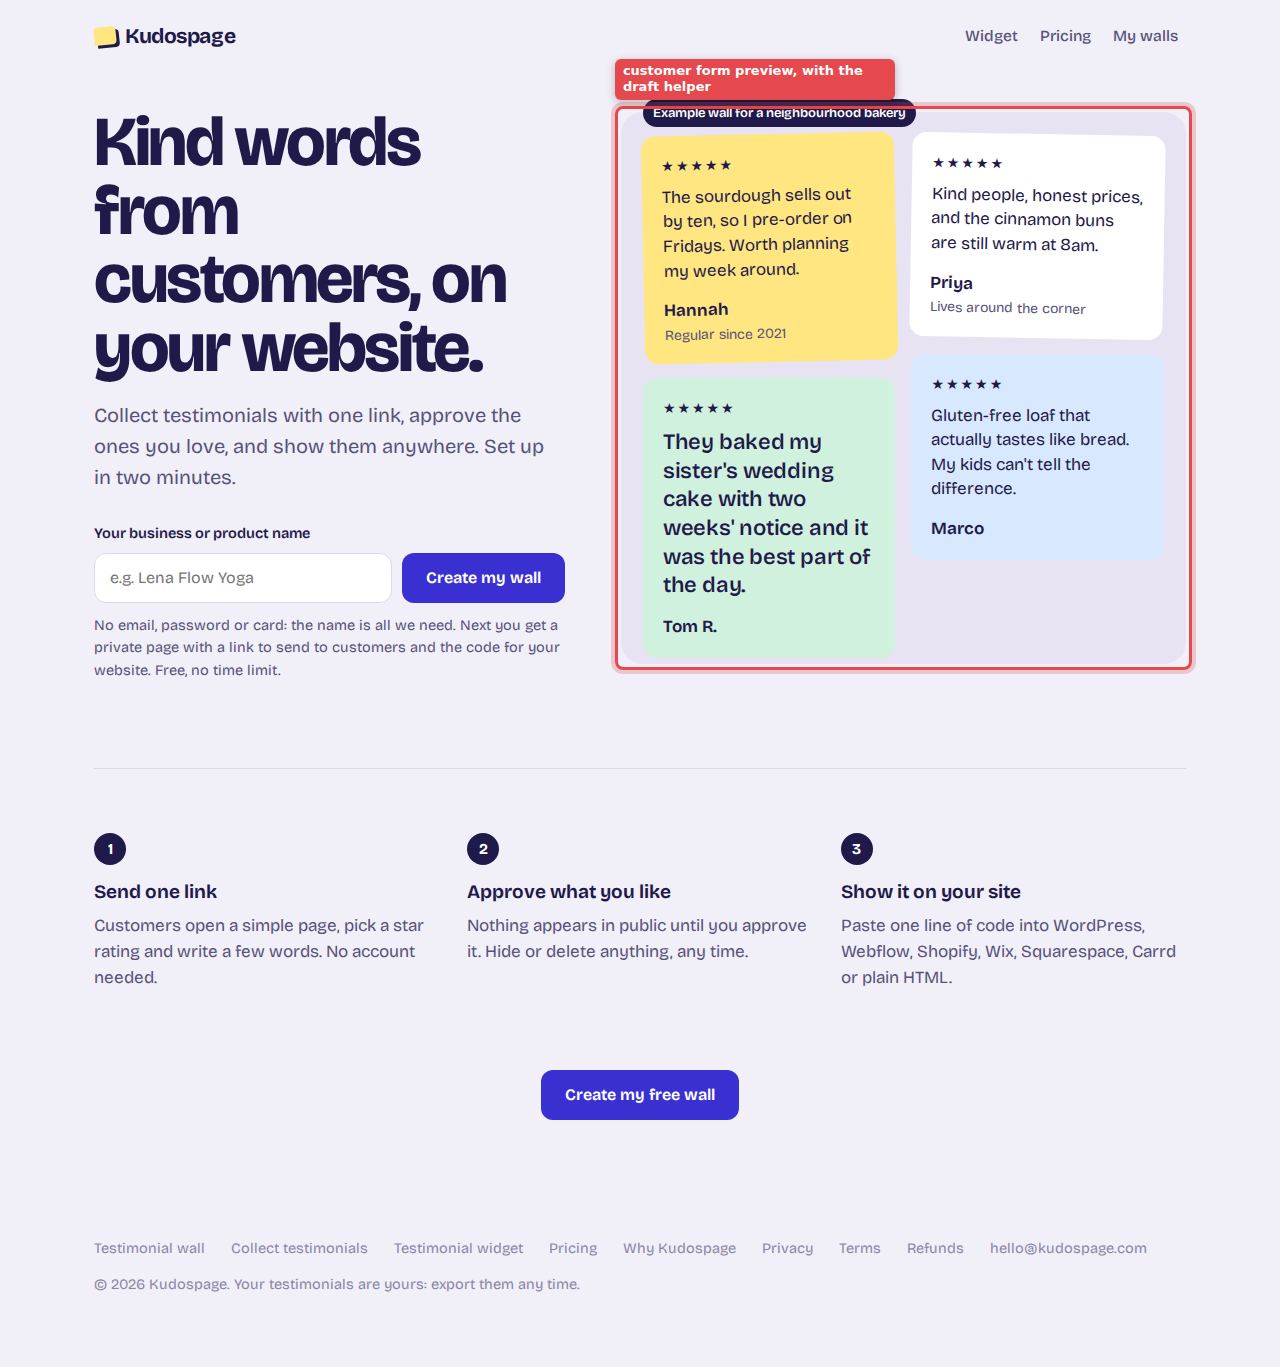 Kudospage
Widget
Pricing
My walls
customer form preview, with the
draft helper
Example wall for a neighbourhood bakery
Kind words
from
customers, on
your website.
Collect testimonials with one link, approve the
ones you love, and show them anywhere. Set up
in two minutes.
Your business or product name
e.g. Lena Flow Yoga
Create my wall
No email, password or card: the name is all we need. Next you get a
private page with a link to send to customers and the code for your
website. Free, no time limit.
★★★★★
The sourdough sells out
by ten, so I pre-order on
Fridays. Worth planning
my week around.
Hannah
Regular since 2021
★★★★★
Kind people, honest prices,
and the cinnamon buns
are still warm at 8am.
Priya
Lives around the corner
★★★★★
They baked my
sister's wedding
cake with two
weeks' notice and it
was the best part of
the day.
Tom R.
★★★★★
Gluten-free loaf that
actually tastes like bread.
My kids can't tell the
difference.
Marco
1
Send one link
Customers open a simple page, pick a star
rating and write a few words. No account
needed.
2
Approve what you like
Nothing appears in public until you approve
it. Hide or delete anything, any time.
3
Show it on your site
Paste one line of code into WordPress,
Webflow, Shopify, Wix, Squarespace, Carrd
or plain HTML.
Create my free wall
Testimonial wall
Collect testimonials
Testimonial widget
Pricing
Why Kudospage
Privacy
Terms
Refunds
hello@kudospage.com
© 2026 Kudospage. Your testimonials are yours: export them any time.